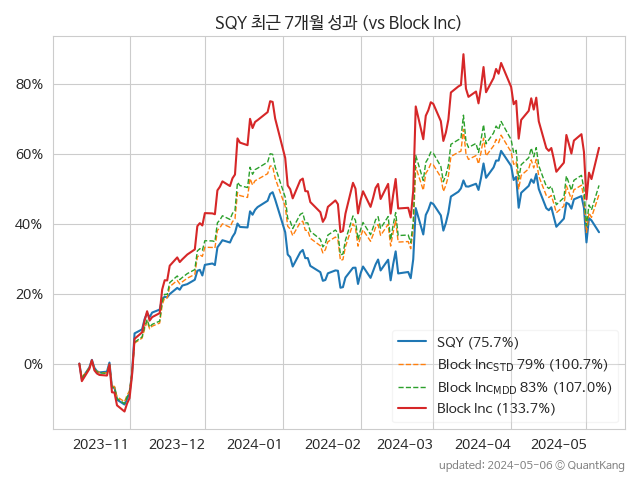 SQY 최근 7개월 성과 (vs Block Inc)
80%
60%
40%
20%
0%
SQY (75.7%)
Block Inc_STD 79% (100.7%)
Block Inc_MDD 83% (107.0%)
Block Inc (133.7%)
2023-11 2023-12 2024-01 2024-02 2024-03 2024-04 2024-05
updated: 2024-05-06 © QuantKang